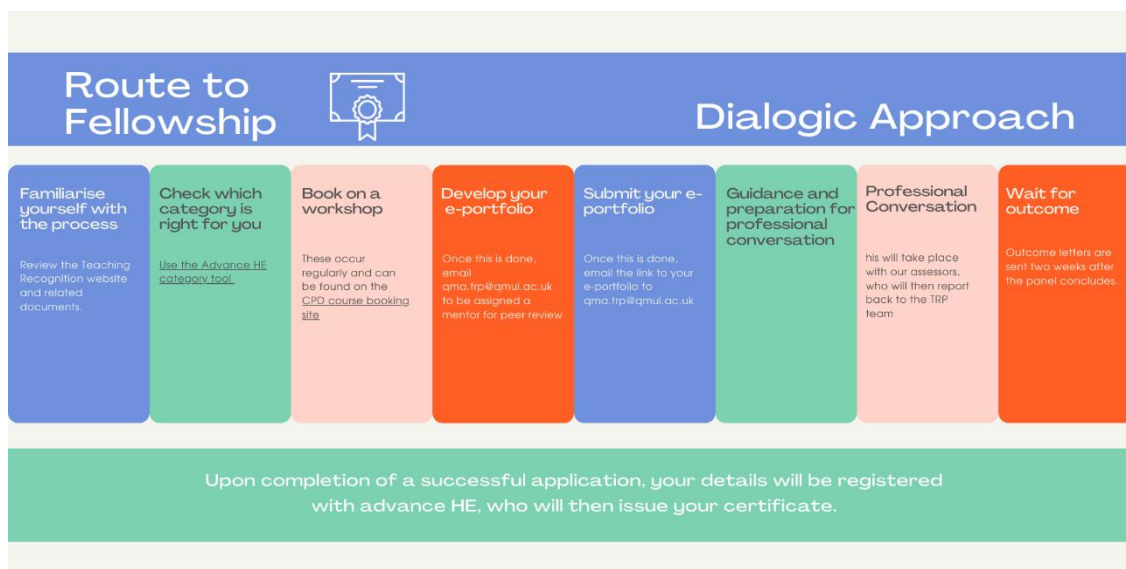 Route to
Fellowship
Dialogic Approach
Familiarise
yourself with
the process
Review the Teaching
Recognition website
and related
documents.
Check which
category is
right for you
Use the Advance HE
category tool
Book on a
workshop
These occur
regularly and can
be found on the
CPD course booking
site
Develop your
e-portfolio
Once this is done,
email
qma.trp@qmul.ac.uk
to be assigned a
mentor for peer review
Submit your e-
portfolio
Once this is done,
email the link to your
e-portfolio to
qma.trp@qmul.ac.uk
Guidance and
preparation for
professional
conversation
Professional
Conversation
his will take place
with our assessors,
who will then report
back to the TRP
team
Wait for
outcome
Outcome letters are
sent two weeks after
the panel concludes.
Upon completion of a successful application, your details will be registered
with advance HE, who will then issue your certificate.